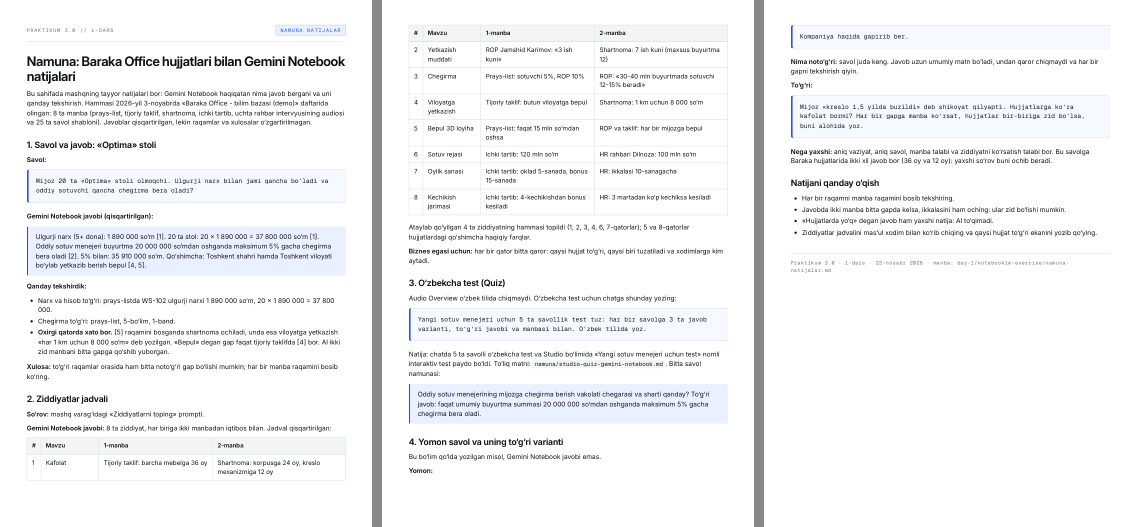 PRAKTIKUM 3.0 // 1-DARS
NAMUNA NATIJALAR
Namuna: Baraka Office hujjatlari bilan Gemini Notebook
natijalari
Bu sahifada mashqning tayyor natijalari bor: Gemini Notebook haqiqatan nima javob bergani va uni
qanday tekshirish. Hammasi 2026-yil 3-noyabrda «Baraka Office - bilim bazasi (demo)» daftarida
olingan: 8 ta manba (prays-list, tijoriy taklif, shartnoma, ichki tartib, uchta rahbar intervyusining audiosi
va 25 ta savol shabloni). Javoblar qisqartirilgan, lekin raqamlar va xulosalar o‘zgartirilmagan.
1. Savol va javob: «Optima» stoli
Savol:
Mijoz 20 ta «Optima» stoli olmoqchi. Ulgurji narx bilan jami qancha bo'ladi va
oddiy sotuvchi qancha chegirma bera oladi?
Gemini Notebook javobi (qisqartirilgan):
Ulgurji narx (5+ dona): 1 890 000 so‘m [1]. 20 ta stol: 20 × 1 890 000 = 37 800 000 so‘m [1].
Oddiy sotuv menejeri buyurtma 20 000 000 so‘mdan oshganda maksimum 5% gacha chegirma
bera oladi [2]. 5% bilan: 35 910 000 so‘m. Qo‘shimcha: Toshkent shahri hamda Toshkent viloyati
bo‘ylab yetkazib berish bepul [4, 5].
Qanday tekshirdik:
• Narx va hisob to‘g‘ri: prays-listda WS-102 ulgurji narxi 1 890 000 so‘m, 20 × 1 890 000 = 37 800
000.
• Chegirma to‘g‘ri: prays-list, 5-bo‘lim, 1-band.
• Oxirgi qatorda xato bor. [5] raqamini bosganda shartnoma ochiladi, unda esa viloyatga yetkazish
«har 1 km uchun 8 000 so‘m» deb yozilgan. «Bepul» degan gap faqat tijoriy taklifda [4] bor. AI ikki
zid manbani bitta gapga qo‘shib yuborgan.
Xulosa: to‘g‘ri raqamlar orasida ham bitta noto‘g‘ri gap bo‘lishi mumkin; har bir manba raqamini bosib
ko‘ring.
2. Ziddiyatlar jadvali
So‘rov: mashq varag‘idagi «Ziddiyatlarni toping» prompti.
Gemini Notebook javobi: 8 ta ziddiyat, har biriga ikki manbadan iqtibos bilan. Jadval qisqartirilgan:
# Mavzu 1-manba 2-manba
1 Kafolat Tijoriy taklif: barcha mebelga 36 oy Shartnoma: korpusga 24 oy, kreslo
mexanizmiga 12 oy
# Mavzu 1-manba 2-manba
2 Yetkazish ROP Jamshid Karimov: «3 ish Shartnoma: 7 ish kuni (maxsus buyurtma
muddati kuni» 12)
3 Chegirma Prays-list: sotuvchi 5%, ROP 10% ROP: «30-40 mln buyurtmada sotuvchi
12-15% beradi»
4 Viloyatga Tijoriy taklif: butun viloyatga bepul Shartnoma: 1 km uchun 8 000 so‘m
yetkazish
5 Bepul 3D loyiha Prays-list: faqat 15 mln so‘mdan ROP va taklif: har bir mijozga bepul
oshsa
6 Sotuv rejasi Ichki tartib: 120 mln so‘m HR rahbari Dilnoza: 100 mln so‘m
7 Oylik sanasi Ichki tartib: oklad 5-sanada, bonus HR: ikkalasi 10-sanagacha
15-sanada
8 Kechikish Ichki tartib: 4-kechikishdan bonus HR: 3 martadan ko‘p kechiksa kesiladi
jarimasi kesiladi
Ataylab qo‘yilgan 4 ta ziddiyatning hammasi topildi (1, 2, 3, 4, 6, 7-qatorlar); 5 va 8-qatorlar
hujjatlardagi qo‘shimcha haqiqiy farqlar.
Biznes egasi uchun: har bir qator bitta qaror: qaysi hujjat to‘g‘ri, qaysi biri tuzatiladi va xodimlarga kim
aytadi.
3. O‘zbekcha test (Quiz)
Audio Overview o‘zbek tilida chiqmaydi. O‘zbekcha test uchun chatga shunday yozing:
Yangi sotuv menejeri uchun 5 ta savollik test tuz: har bir savolga 3 ta javob
varianti, to'g'ri javobi va manbasi bilan. O'zbek tilida yoz.
Natija: chatda 5 ta savolli o‘zbekcha test va Studio bo‘limida «Yangi sotuv menejeri uchun test» nomli
interaktiv test paydo bo‘ldi. To‘liq matni: namuna/studio-quiz-gemini-notebook.md. Bitta savol
namunasi:
Oddiy sotuv menejerining mijozga chegirma berish vakolati chegarasi va sharti qanday? To‘g‘ri
javob: faqat umumiy buyurtma summasi 20 000 000 so‘mdan oshganda maksimum 5%
chegirma bera oladi.
4. Yomon savol va uning to‘g‘ri varianti
Bu bo‘lim qo‘lda yozilgan misol, Gemini Notebook javobi emas.
Yomon:
Kompaniya haqida gapirib ber.
Nima noto‘g‘ri: savol juda keng. Javob uzun umumiy matn bo‘ladi, undan qaror chiqmaydi va har bir
gapni tekshirish qiyin.
To‘g‘ri:
Mijoz «kreslo 1,5 yilda buzildi» deb shikoyat qilyapti. Hujjatlarga ko'ra
kafolat bormi? Har bir gapga manba ko'rsat, hujjatlar bir-biriga zid bo'lsa,
buni alohida yoz.
Nega yaxshi: aniq vaziyat, aniq savol, manba talabi va ziddiyatni ko‘rsatish talabi bor. Bu savolga
Baraka hujjatlarida ikki xil javob bor (36 oy va 12 oy): yaxshi so‘rov buni ochib beradi.
Natijani qanday o‘qish
• Har bir raqamni manba raqamini bosib tekshiring.
• Javobda ikki manba bitta gapda kelsa, ikkalasini ham oching: ular zid bo‘lishi mumkin.
• «Hujjatlarda yo‘q» degan javob ham yaxshi natija: AI to‘qimadi.
• Ziddiyatlar jadvalini mas’ul xodim bilan ko‘rib chiqing va qaysi hujjat to‘g‘ri ekanini yozib qo‘ying.
Praktikum 3.0 · 1-dars · 22-noyabr 2026 · manba: day-1/notebooklm-exercise/namuna-
natijalar.md